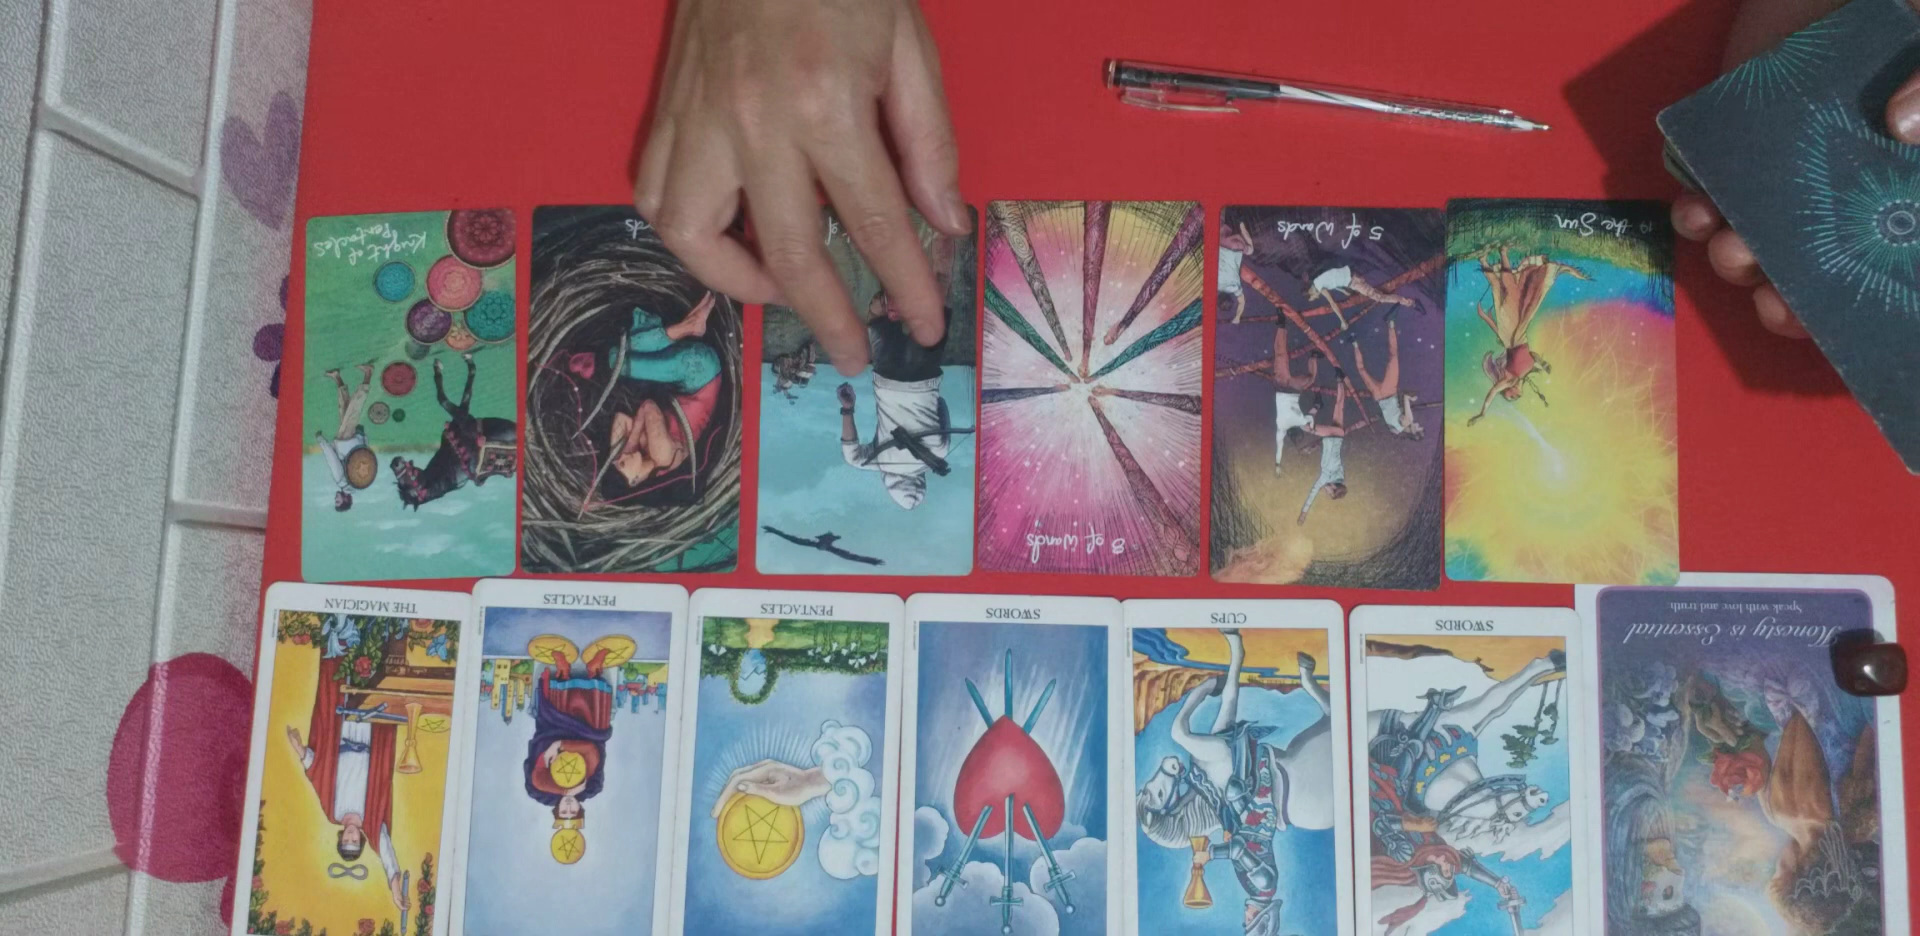 Knight of
Pentacles
8 of wands
5 of Wands
19 the Sun
THE MAGICIAN
PENTACLES
PENTACLES
SWORDS
CUPS
SWORDS
Honesty is Essential
Speak with love and truth